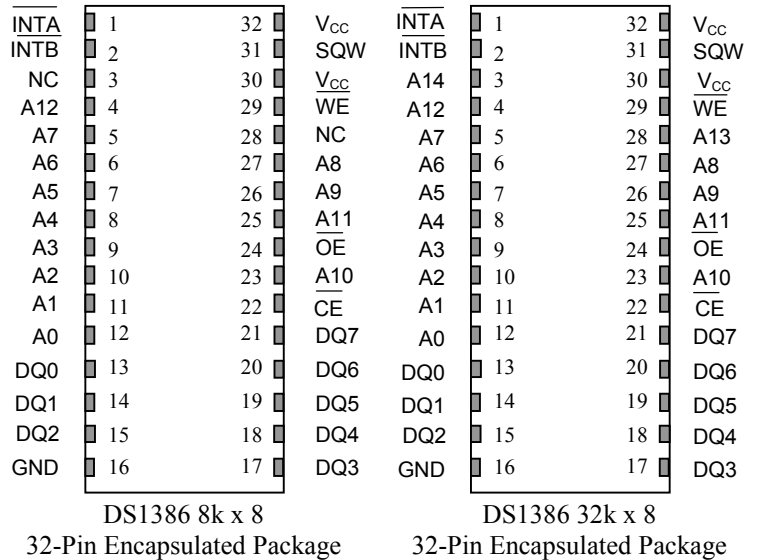 INTA 1 32 VCC INTA 1 32 VCC
INTB 2 31 SQW INTB 2 31 SQW
NC 3 30 VCC A14 3 30 VCC
A12 4 29 WE A12 4 29 WE
A7 5 28 NC A7 5 28 A13
A6 6 27 A8 A6 6 27 A8
A5 7 26 A9 A5 7 26 A9
A4 8 25 A11 A4 8 25 A11
A3 9 24 OE A3 9 24 OE
A2 10 23 A10 A2 10 23 A10
A1 11 22 CE A1 11 22 CE
A0 12 21 DQ7 A0 12 21 DQ7
DQ0 13 20 DQ6 DQ0 13 20 DQ6
DQ1 14 19 DQ5 DQ1 14 19 DQ5
DQ2 15 18 DQ4 DQ2 15 18 DQ4
GND 16 17 DQ3 GND 16 17 DQ3
DS1386 8k x 8 DS1386 32k x 8
32-Pin Encapsulated Package 32-Pin Encapsulated Package